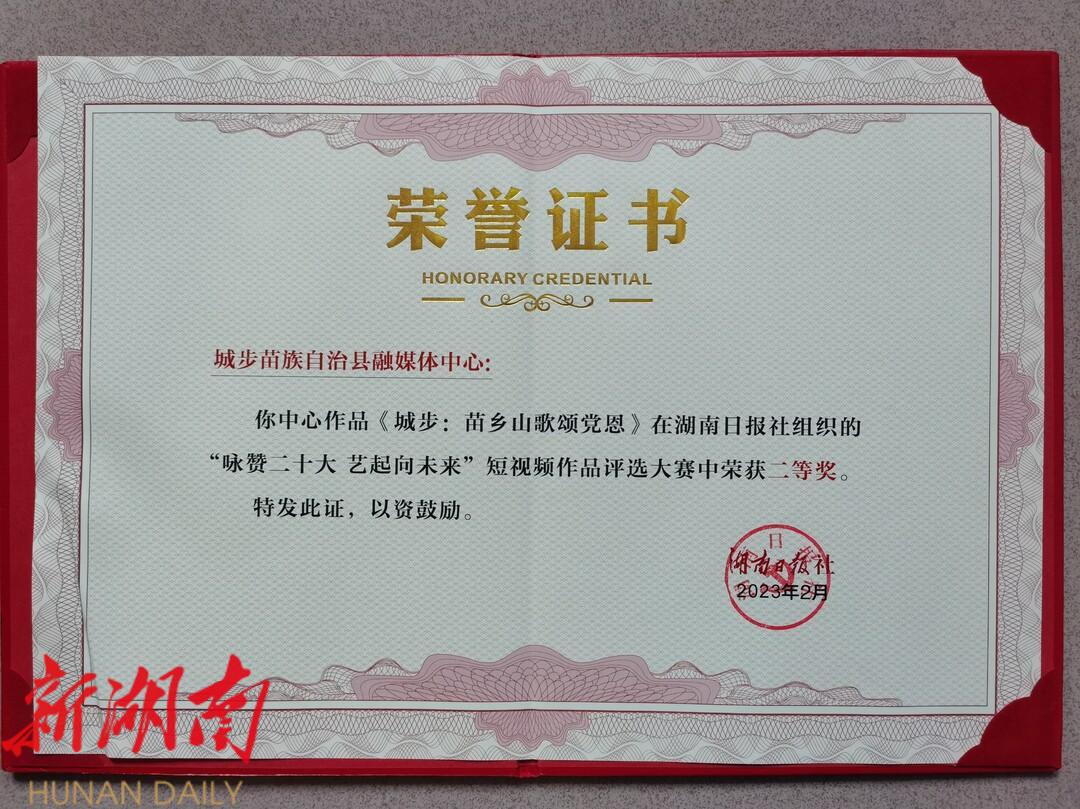 荣誉证书
HONORARY CREDENTIAL
城步苗族自治县融媒体中心:
你中心作品《城步：苗乡山歌颂党恩》在湖南日报社组织的
“咏赞二十大 艺起向未来”短视频作品评选大赛中荣获二等奖。
特发此证，以资鼓励。
湖南日报社
2023年2月
新湖南
HUNAN DAILY